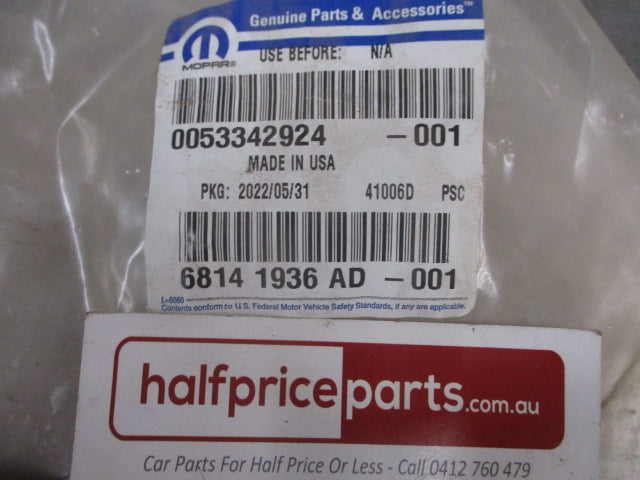 Genuine Parts & Accessories™
MOPAR®
USE BEFORE: N/A
0053342924 -001
MADE IN USA
PKG: 2022/05/31 41006D PSC
6814 1936 AD -001
L-6060
Contents conform to U.S. Federal Motor Vehicle Safety Standards, if any are applicable.
halfpriceparts.com.au
Car Parts For Half Price Or Less - Call 0412 760 479